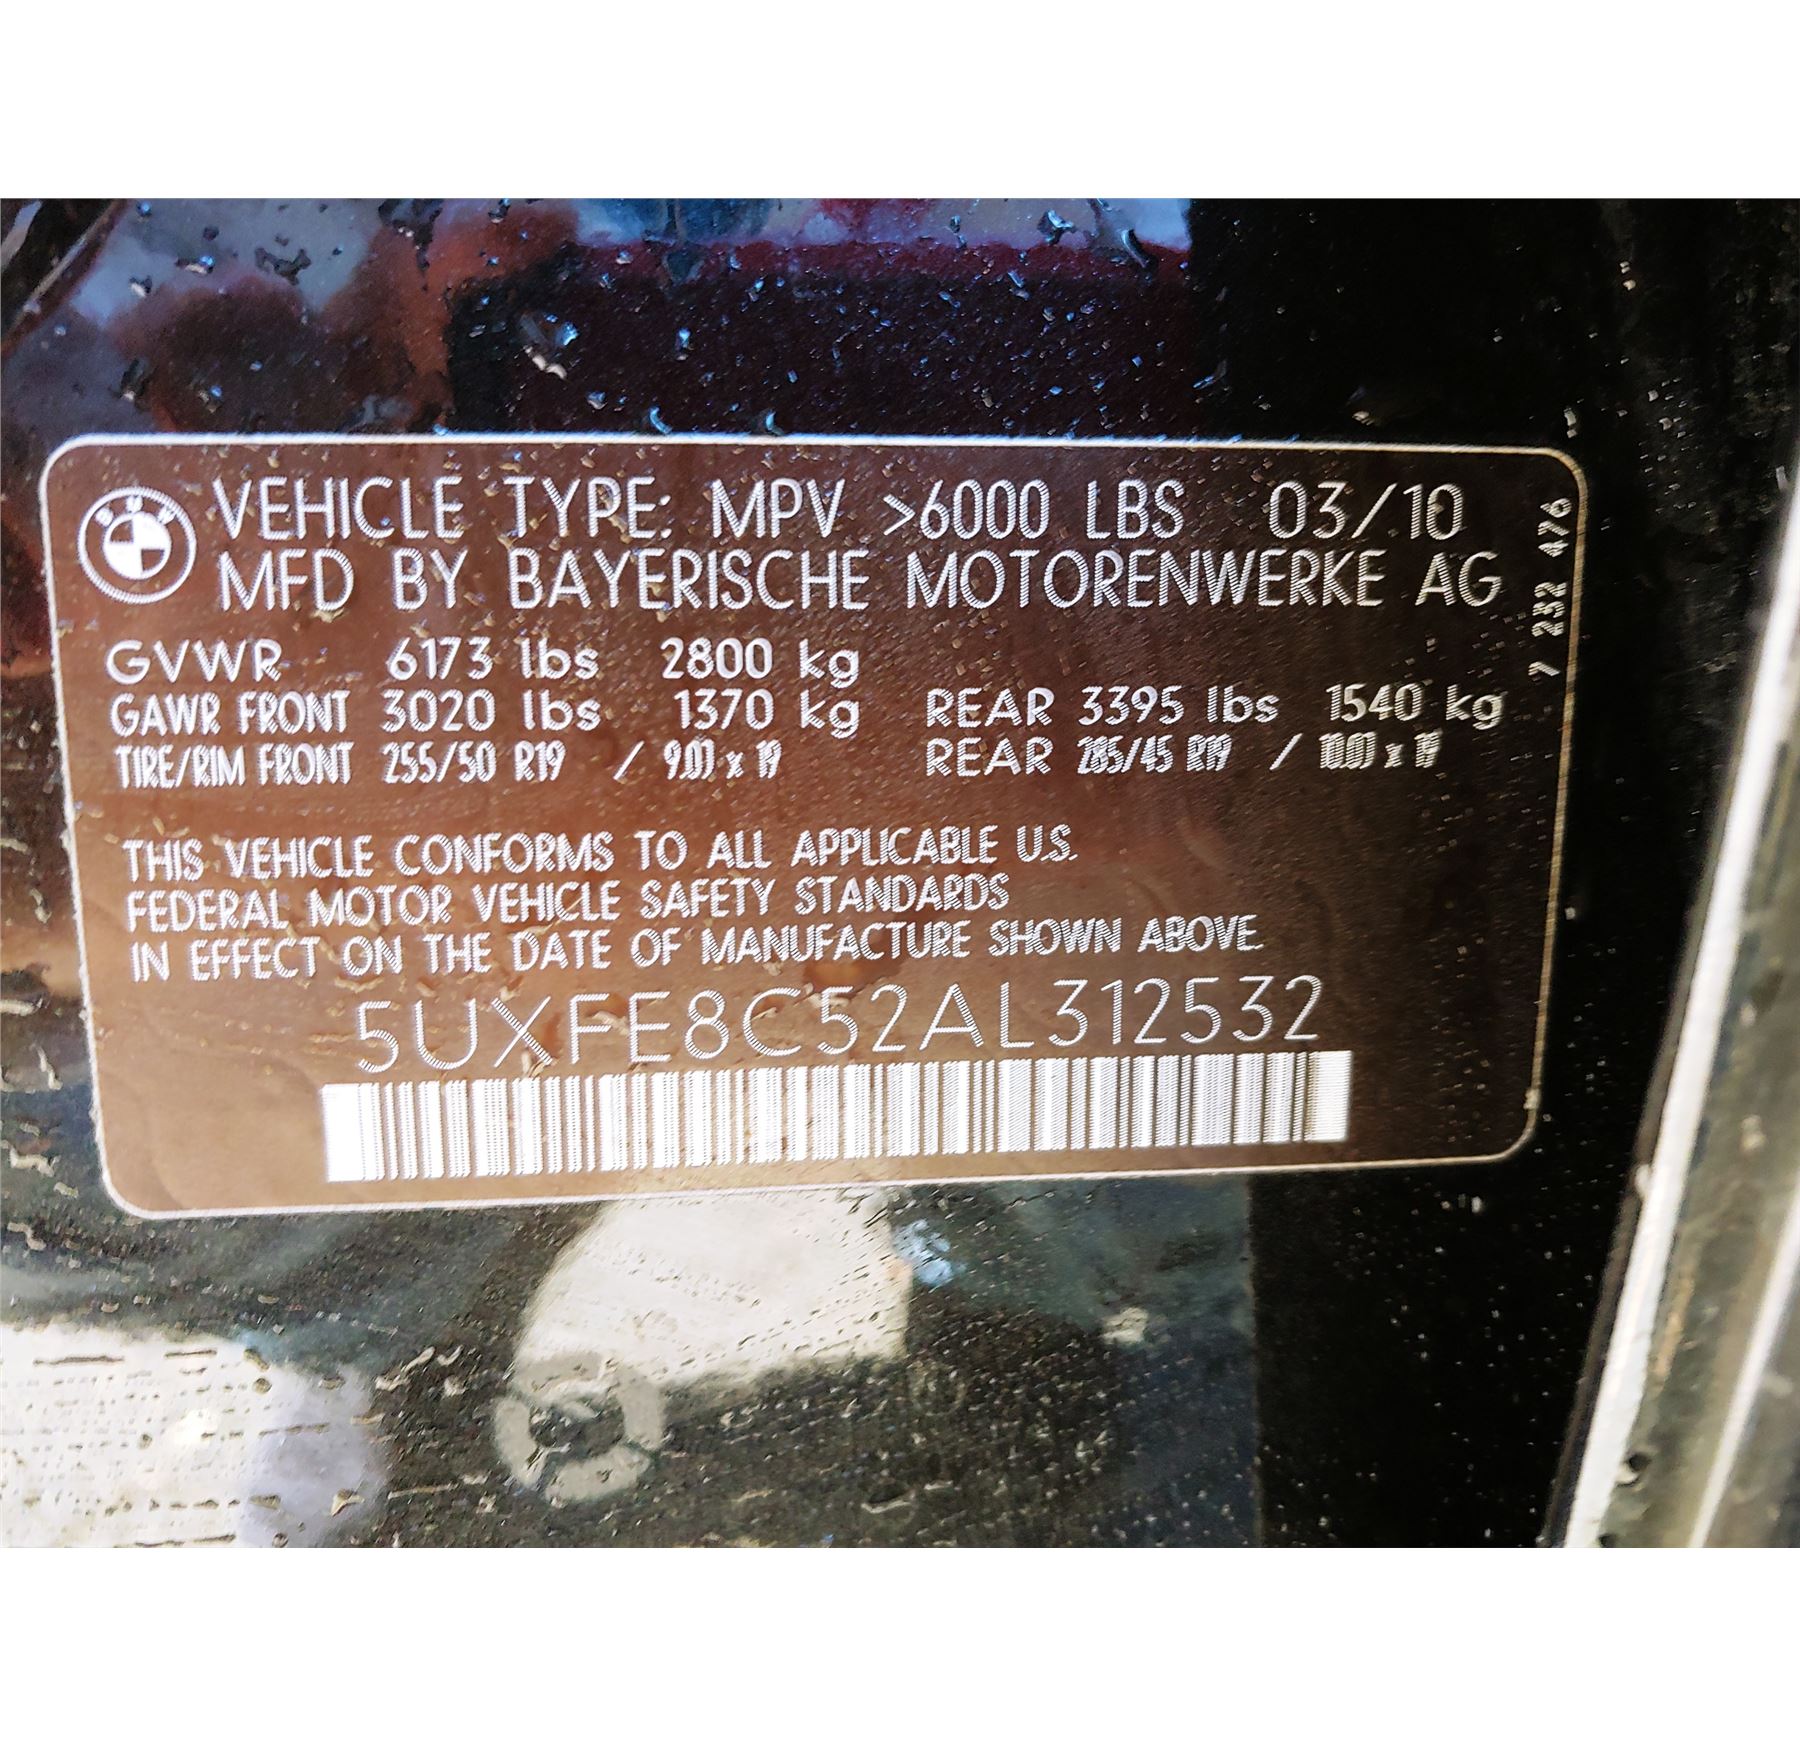 BMW
VEHICLE TYPE: MPV >6000 LBS 03/10
MFD BY BAYERISCHE MOTORENWERKE AG
GVWR 6173 lbs 2800 kg
GAWR FRONT 3020 lbs 1370 kg REAR 3395 lbs 1540 kg
TIRE/RIM FRONT 255/50 R19 / 9.0J x 19 REAR 285/45 R19 / 10.0J x 19
THIS VEHICLE CONFORMS TO ALL APPLICABLE U.S.
FEDERAL MOTOR VEHICLE SAFETY STANDARDS
IN EFFECT ON THE DATE OF MANUFACTURE SHOWN ABOVE.
5UXFE8C52AL312532
7 232 476